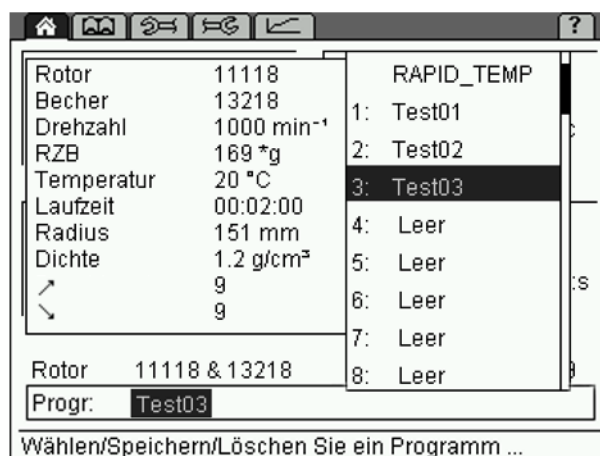 ?
Rotor 11118
Becher 13218
Drehzahl 1000 min⁻¹
RZB 169 *g
Temperatur 20 °C
Laufzeit 00:02:00
Radius 151 mm
Dichte 1.2 g/cm³
↗ 9
↘ 9
RAPID_TEMP
1: Test01
2: Test02
3: Test03
4: Leer
5: Leer
6: Leer
7: Leer
8: Leer
:s
Rotor 11118 & 13218
Progr: Test03
Wählen/Speichern/Löschen Sie ein Programm ...